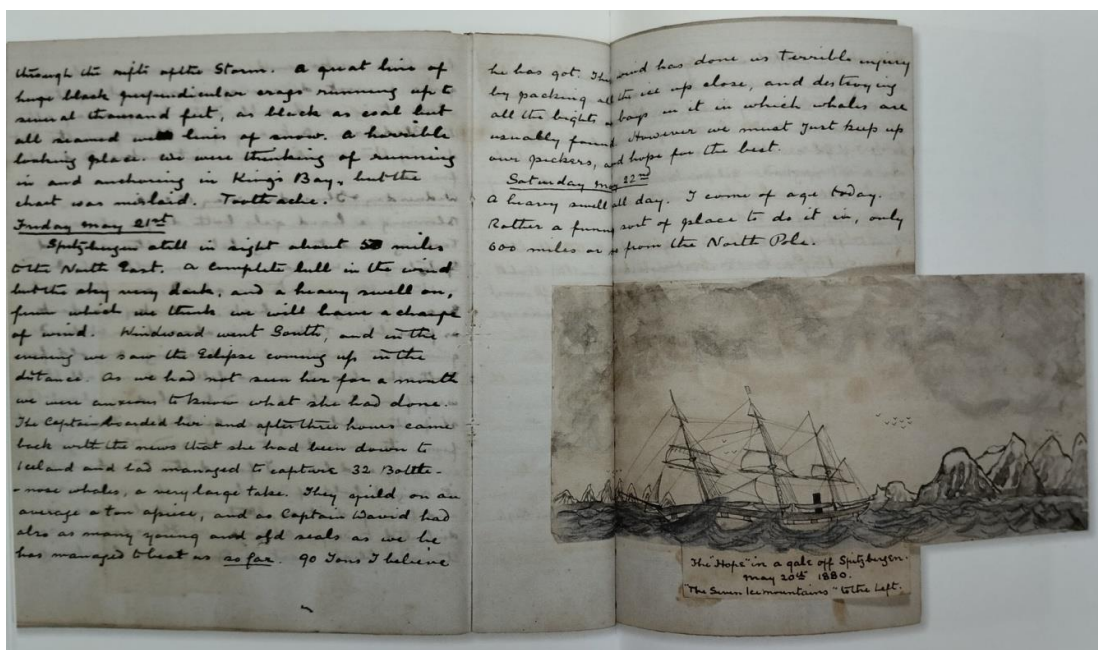 through the rifts of the Storm. A great line of
huge black perpendicular crags running up to
several thousand feet, as black as coal but
all seamed with lines of snow. A horrible
looking place. We were thinking of running
in and anchoring in King's Bay, but the
chart was mislaid. Toothache.
Friday May 21st
Spitzbergen still in sight about 50 miles
to the North East. A complete lull in the wind
but the sky very dark, and a heavy swell on,
from which we think we will have a change
of wind. Windward went South, and in the
evening we saw the Eclipse coming up in the
distance. As we had not seen her for a month
we were anxious to know what she had done.
The Captain boarded her and after three hours came
back with the news that she had been down to
Iceland and had managed to capture 32 Bottle-
-nose whales, a very large take. They yield on an
average a ton apiece, and as Captain David had
also as many young and old seals as we he
has managed to beat us so far. 90 Tons I believe
he has got. The wind has done us terrible injury
by packing all the ice up close, and destroying
all the bights or bays in it in which whales are
usually found. However we must Just keep up
our peckers, and hope for the best.
Saturday May 22nd
A heavy swell all day. I come of age today.
Rather a funny sort of place to do it in, only
600 miles or so from the North Pole.
The "Hope" in a gale off Spitzbergen.
May 20th 1880.
"The Seven Ice mountains" to the Left.